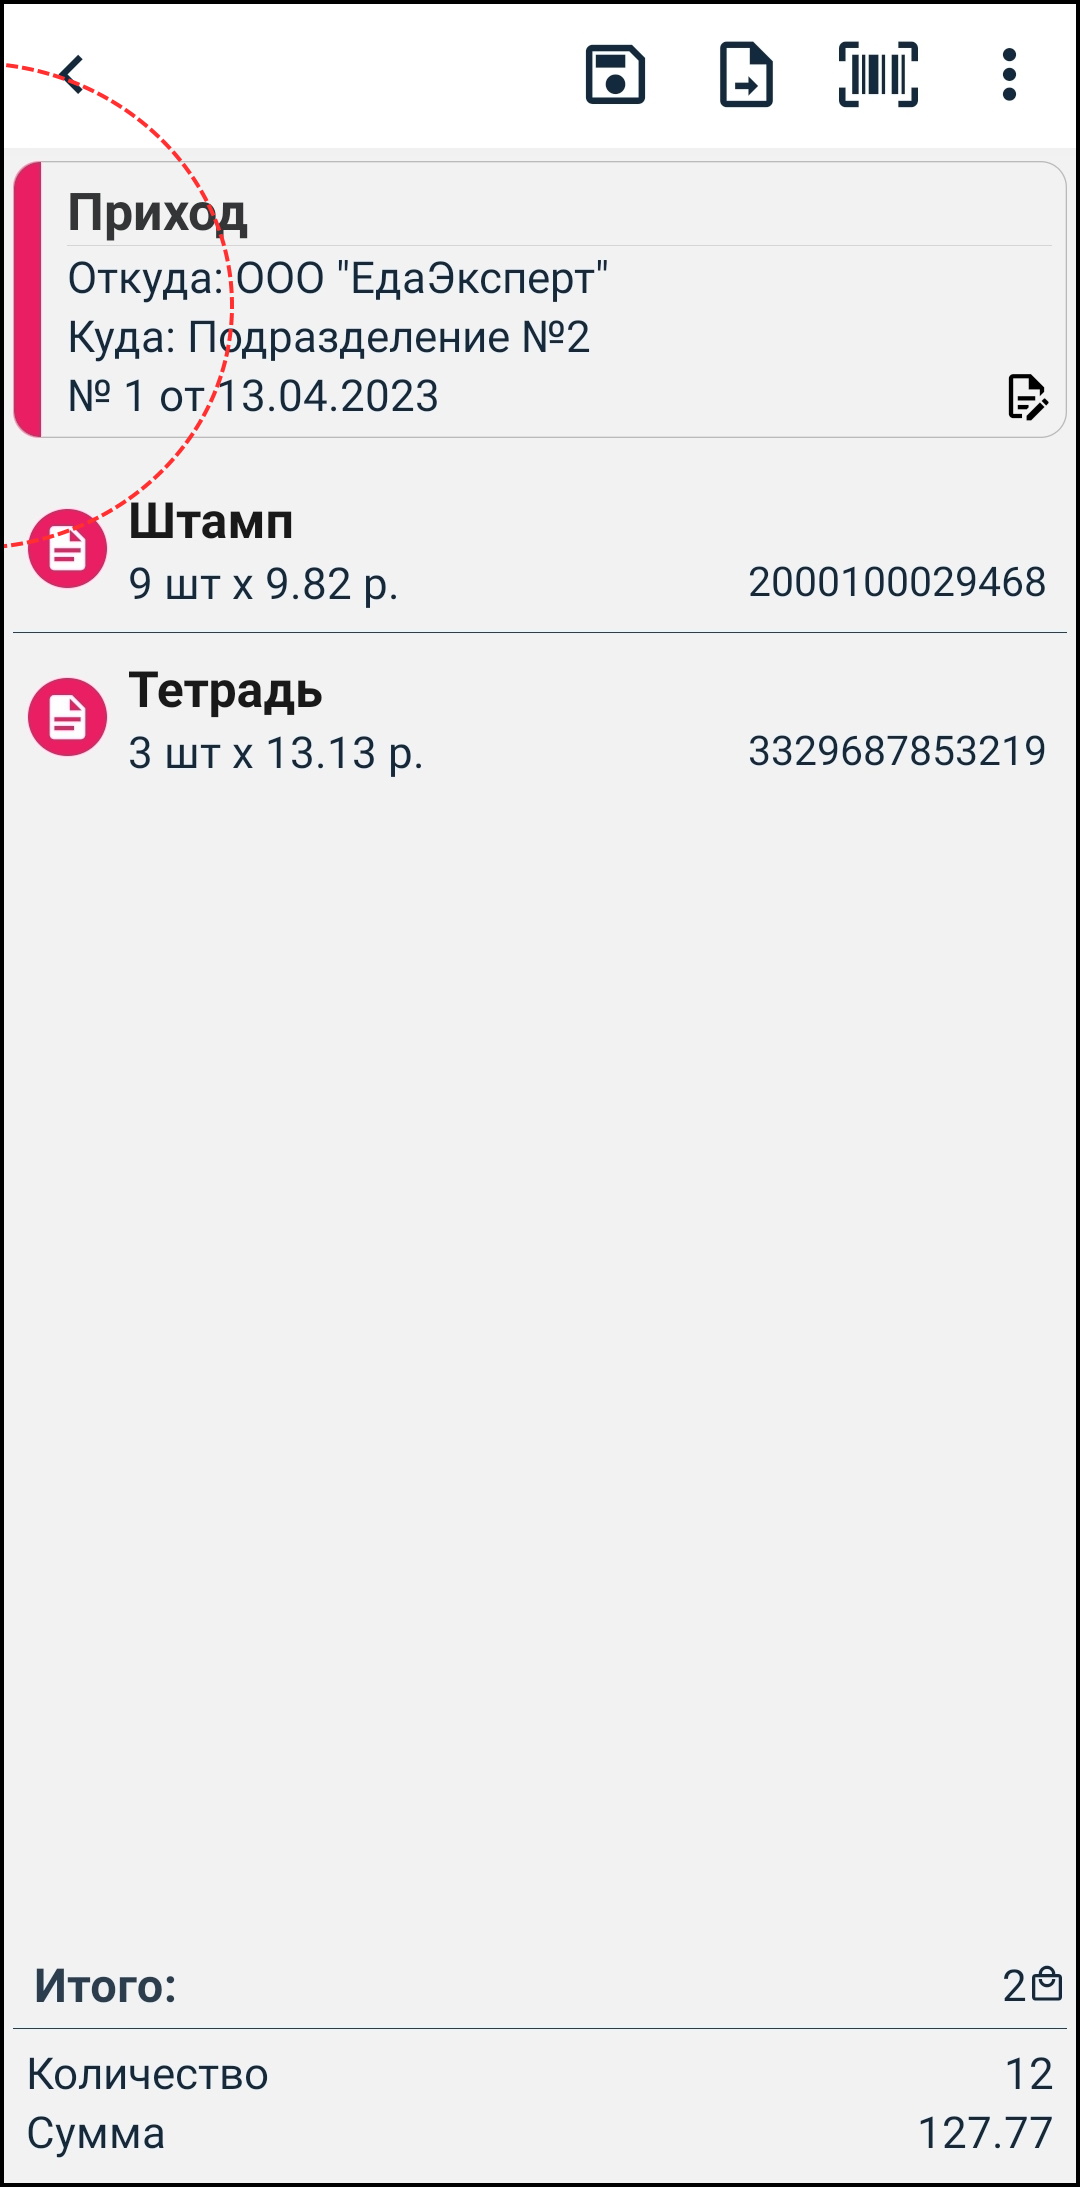 Приход
Откуда: ООО "ЕдаЭксперт"
Куда: Подразделение №2
№ 1 от 13.04.2023
Штамп
9 шт x 9.82 р.
2000100029468
Тетрадь
3 шт x 13.13 р.
3329687853219
Итого:
2
Количество
12
Сумма
127.77